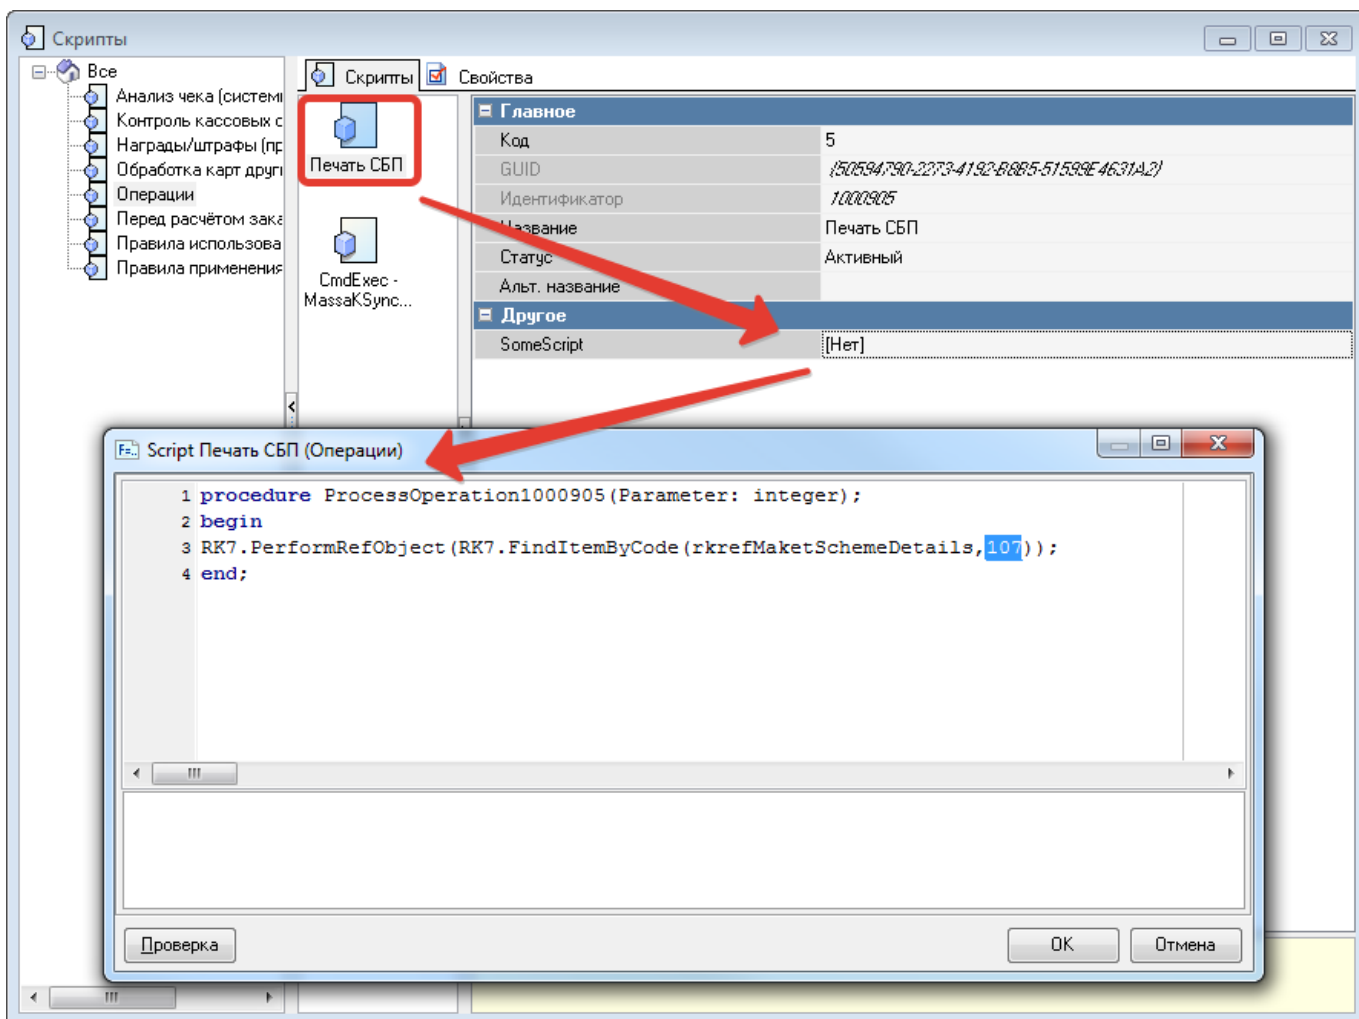 Скрипты
Все
Анализ чека (системн
Контроль кассовых с
Награды/штрафы (пр
Обработка карт други
Операции
Перед расчётом зака
Правила использова
Правила применения
Скрипты
Свойства
Печать СБП
CmdExec -
MassaKSync...
Главное
Код 5
GUID {50594790-2273-4192-B8B5-51599E4631A2}
Идентификатор 1000905
Название Печать СБП
Статус Активный
Альт. название
Другое
SomeScript [Нет]
Script Печать СБП (Операции)
1 procedure ProcessOperation1000905(Parameter: integer);
2 begin
3 RK7.PerformRefObject(RK7.FindItemByCode(rkrefMaketSchemeDetails,107));
4 end;
Проверка
OK
Отмена